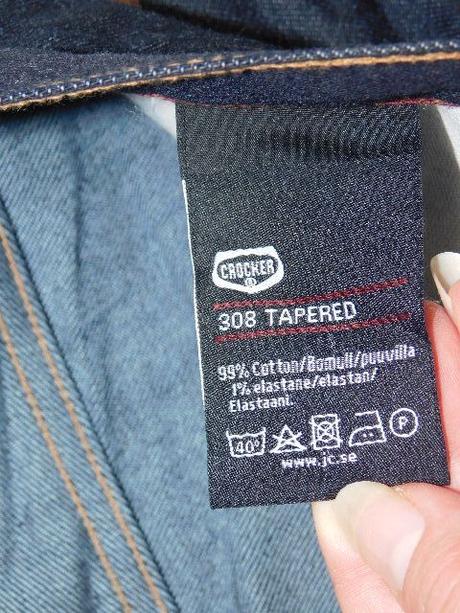 CROCKER
®
308 TAPERED
99% Cotton/Bomull/puuvilla
1% elastane/elastan/
Elastaani.
40° P
www.jc.se